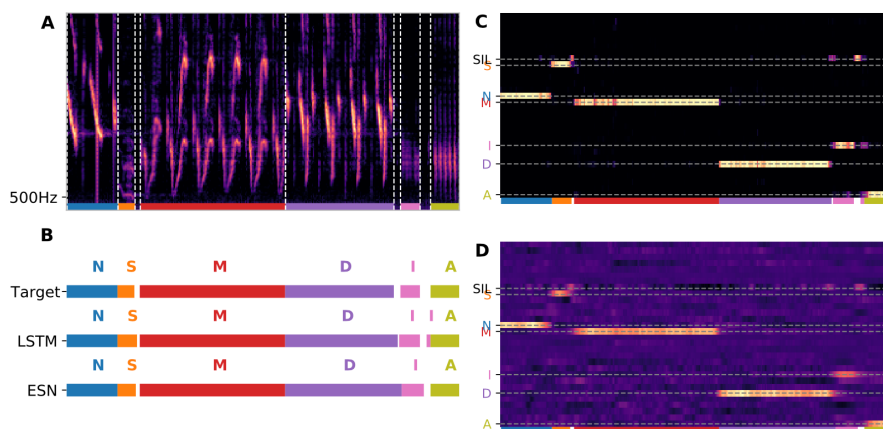 A
500Hz
B
N S M D I A
Target
N S M D I I A
LSTM
N S M D I A
ESN
C
SIL
S
N
M
I
D
A
D
SIL
S
N
M
I
D
A